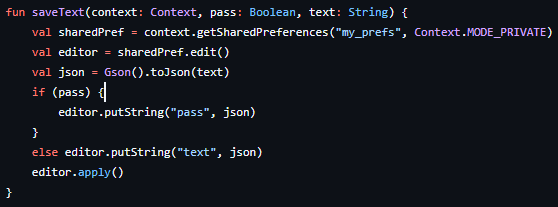 fun saveText(context: Context, pass: Boolean, text: String) {
    val sharedPref = context.getSharedPreferences("my_prefs", Context.MODE_PRIVATE)
    val editor = sharedPref.edit()
    val json = Gson().toJson(text)
    if (pass) {
        editor.putString("pass", json)
    }
    else editor.putString("text", json)
    editor.apply()
}